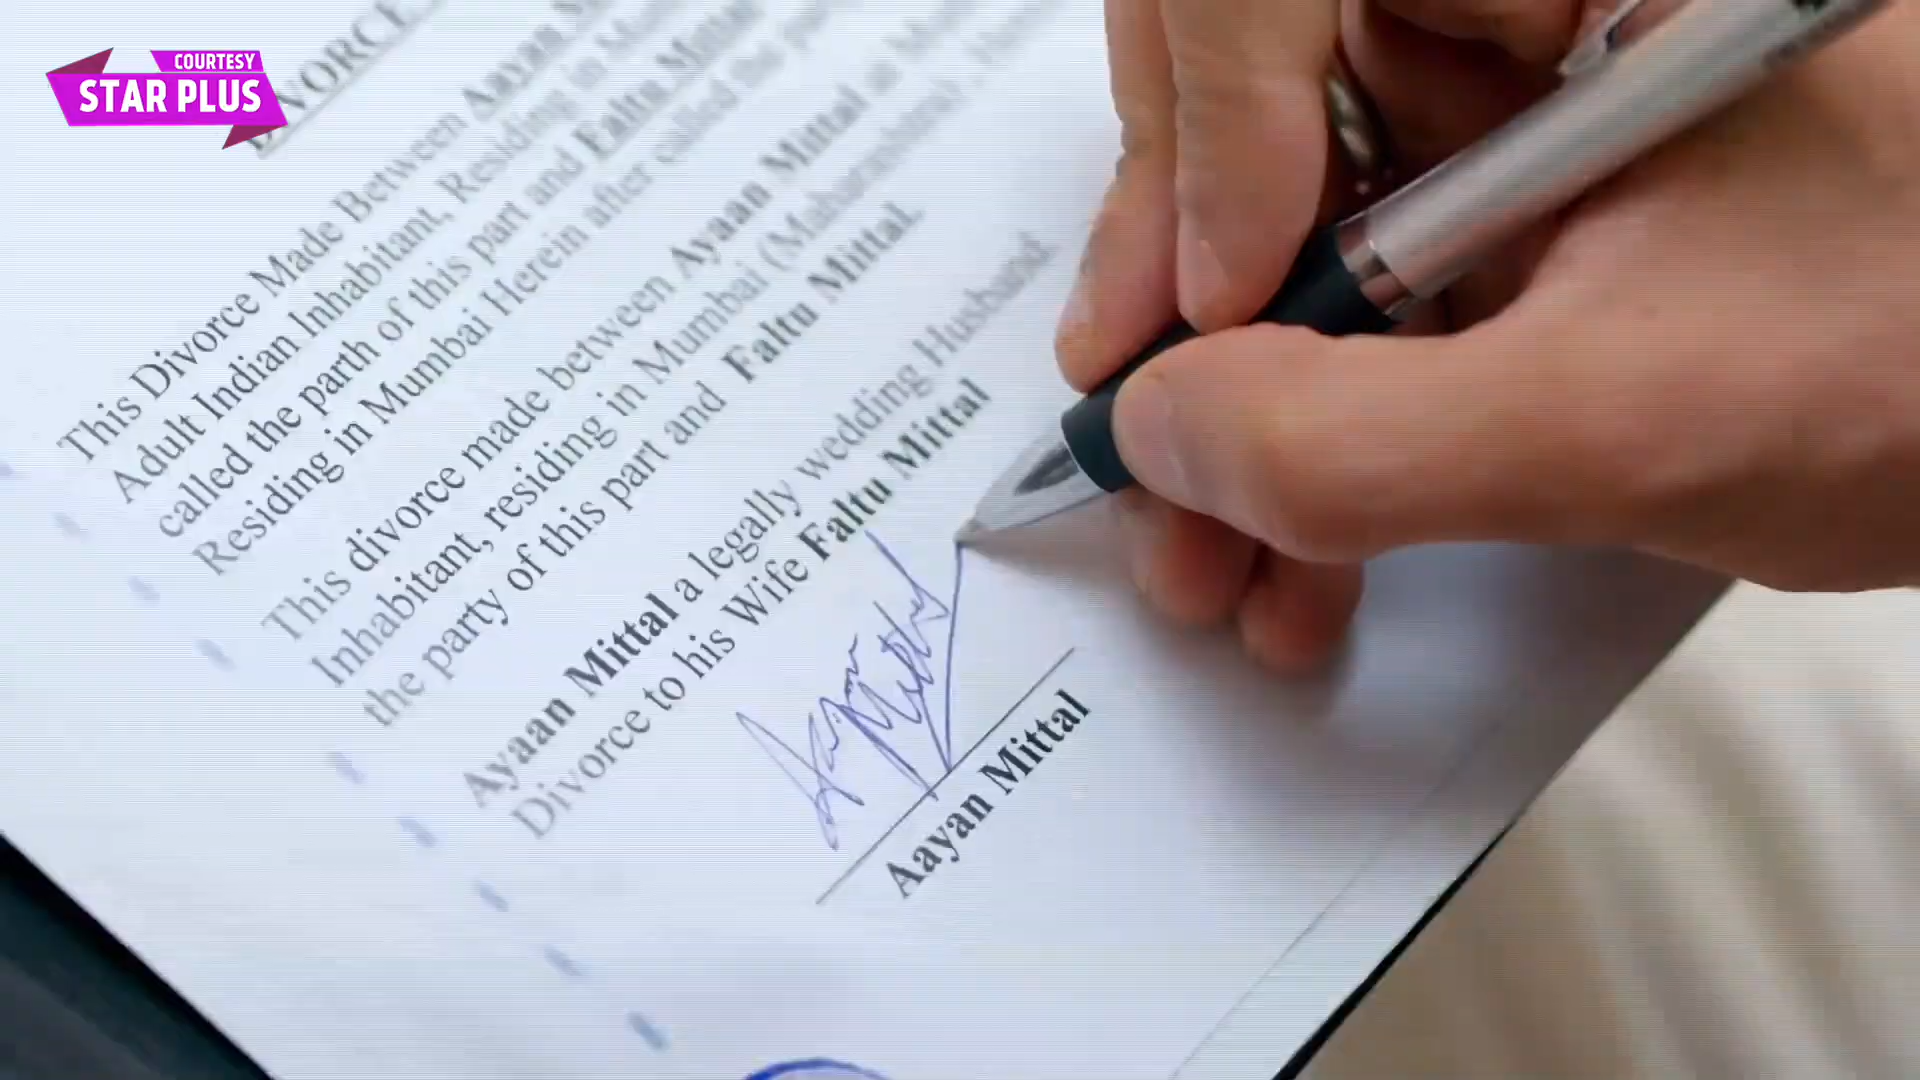 COURTESY
STAR PLUS
DIVORCE
This Divorce Made Between Aayan
Adult Indian Inhabitant, Residing in
called the parth of this part and Faltu Mittal
Residing in Mumbai Herein after called the
This divorce made between Ayaan Mittal
Inhabitant, residing in Mumbai (Maharashtra)
the party of this part and Faltu Mittal.
Ayaan Mittal a legally wedding Husband
Divorce to his Wife Faltu Mittal
Aayan Mittal